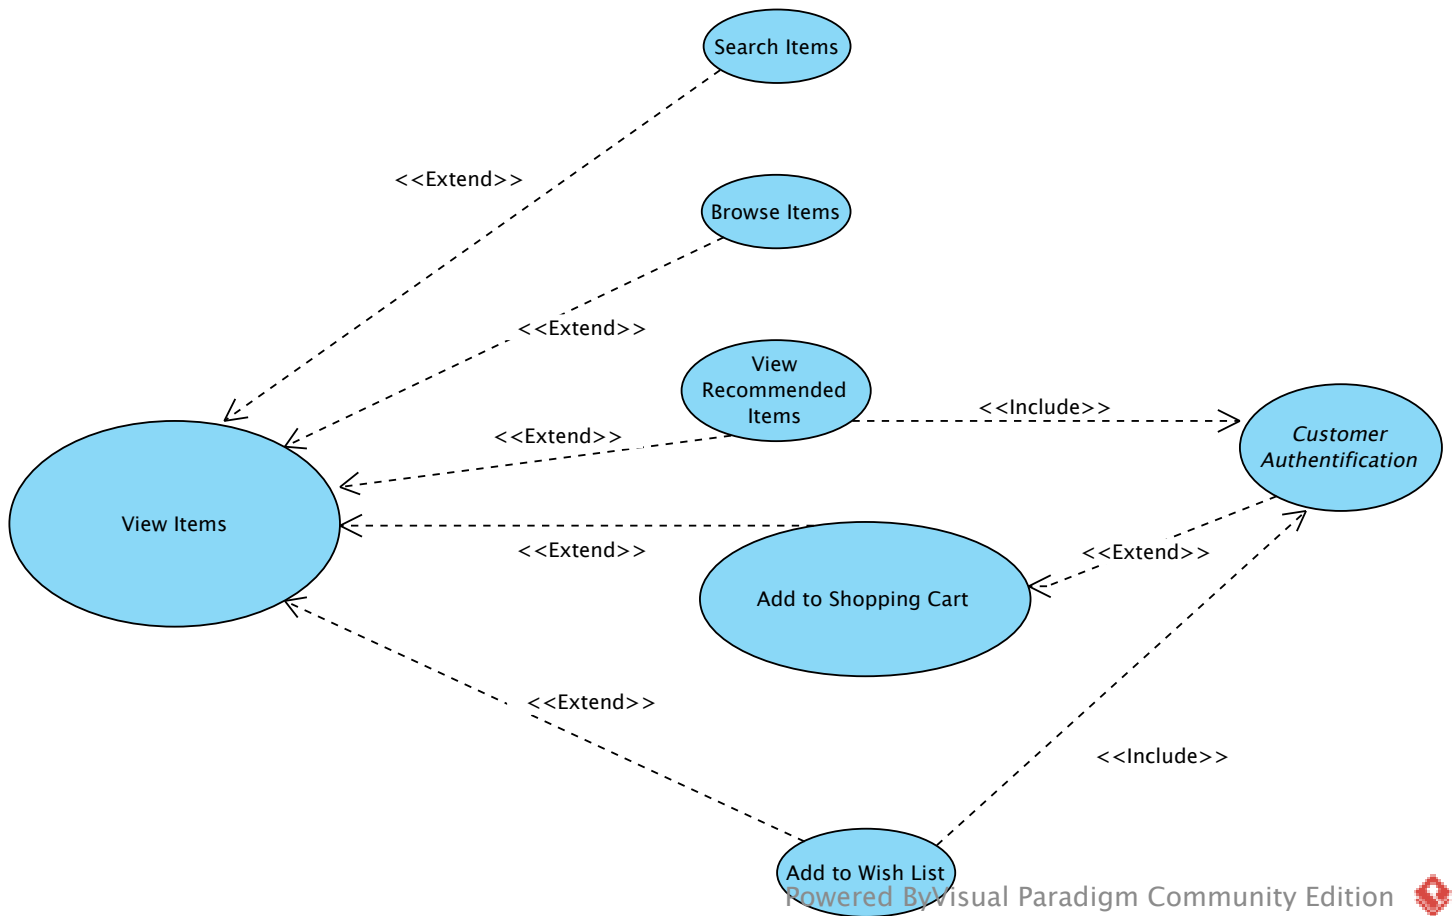 Search Items
<<Extend>>
Browse Items
<<Extend>>
View
Recommended
Items
<<Include>>
<<Extend>>
Customer
Authentification
View Items
<<Extend>>
<<Extend>>
Add to Shopping Cart
<<Extend>>
<<Include>>
Add to Wish List
Powered ByVisual Paradigm Community Edition